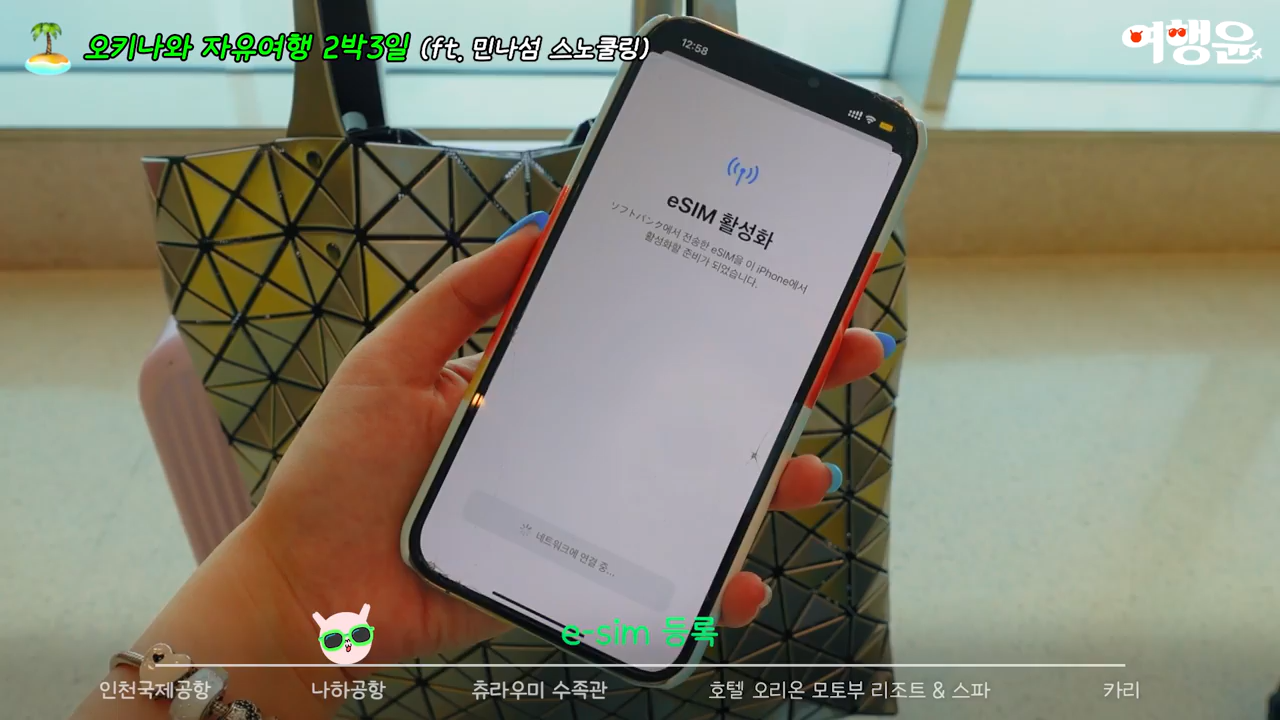 오키나와 자유여행 2박3일 (ft. 민나섬 스노쿨링)
여행윤
12:58
eSIM 활성화
ソフトバンク에서 전송한 eSIM을 이 iPhone에서
활성화할 준비가 되었습니다.
네트워크에 연결 중...
e-sim 등록
인천국제공항
나하공항
츄라우미 수족관
호텔 오리온 모토부 리조트 & 스파
카리